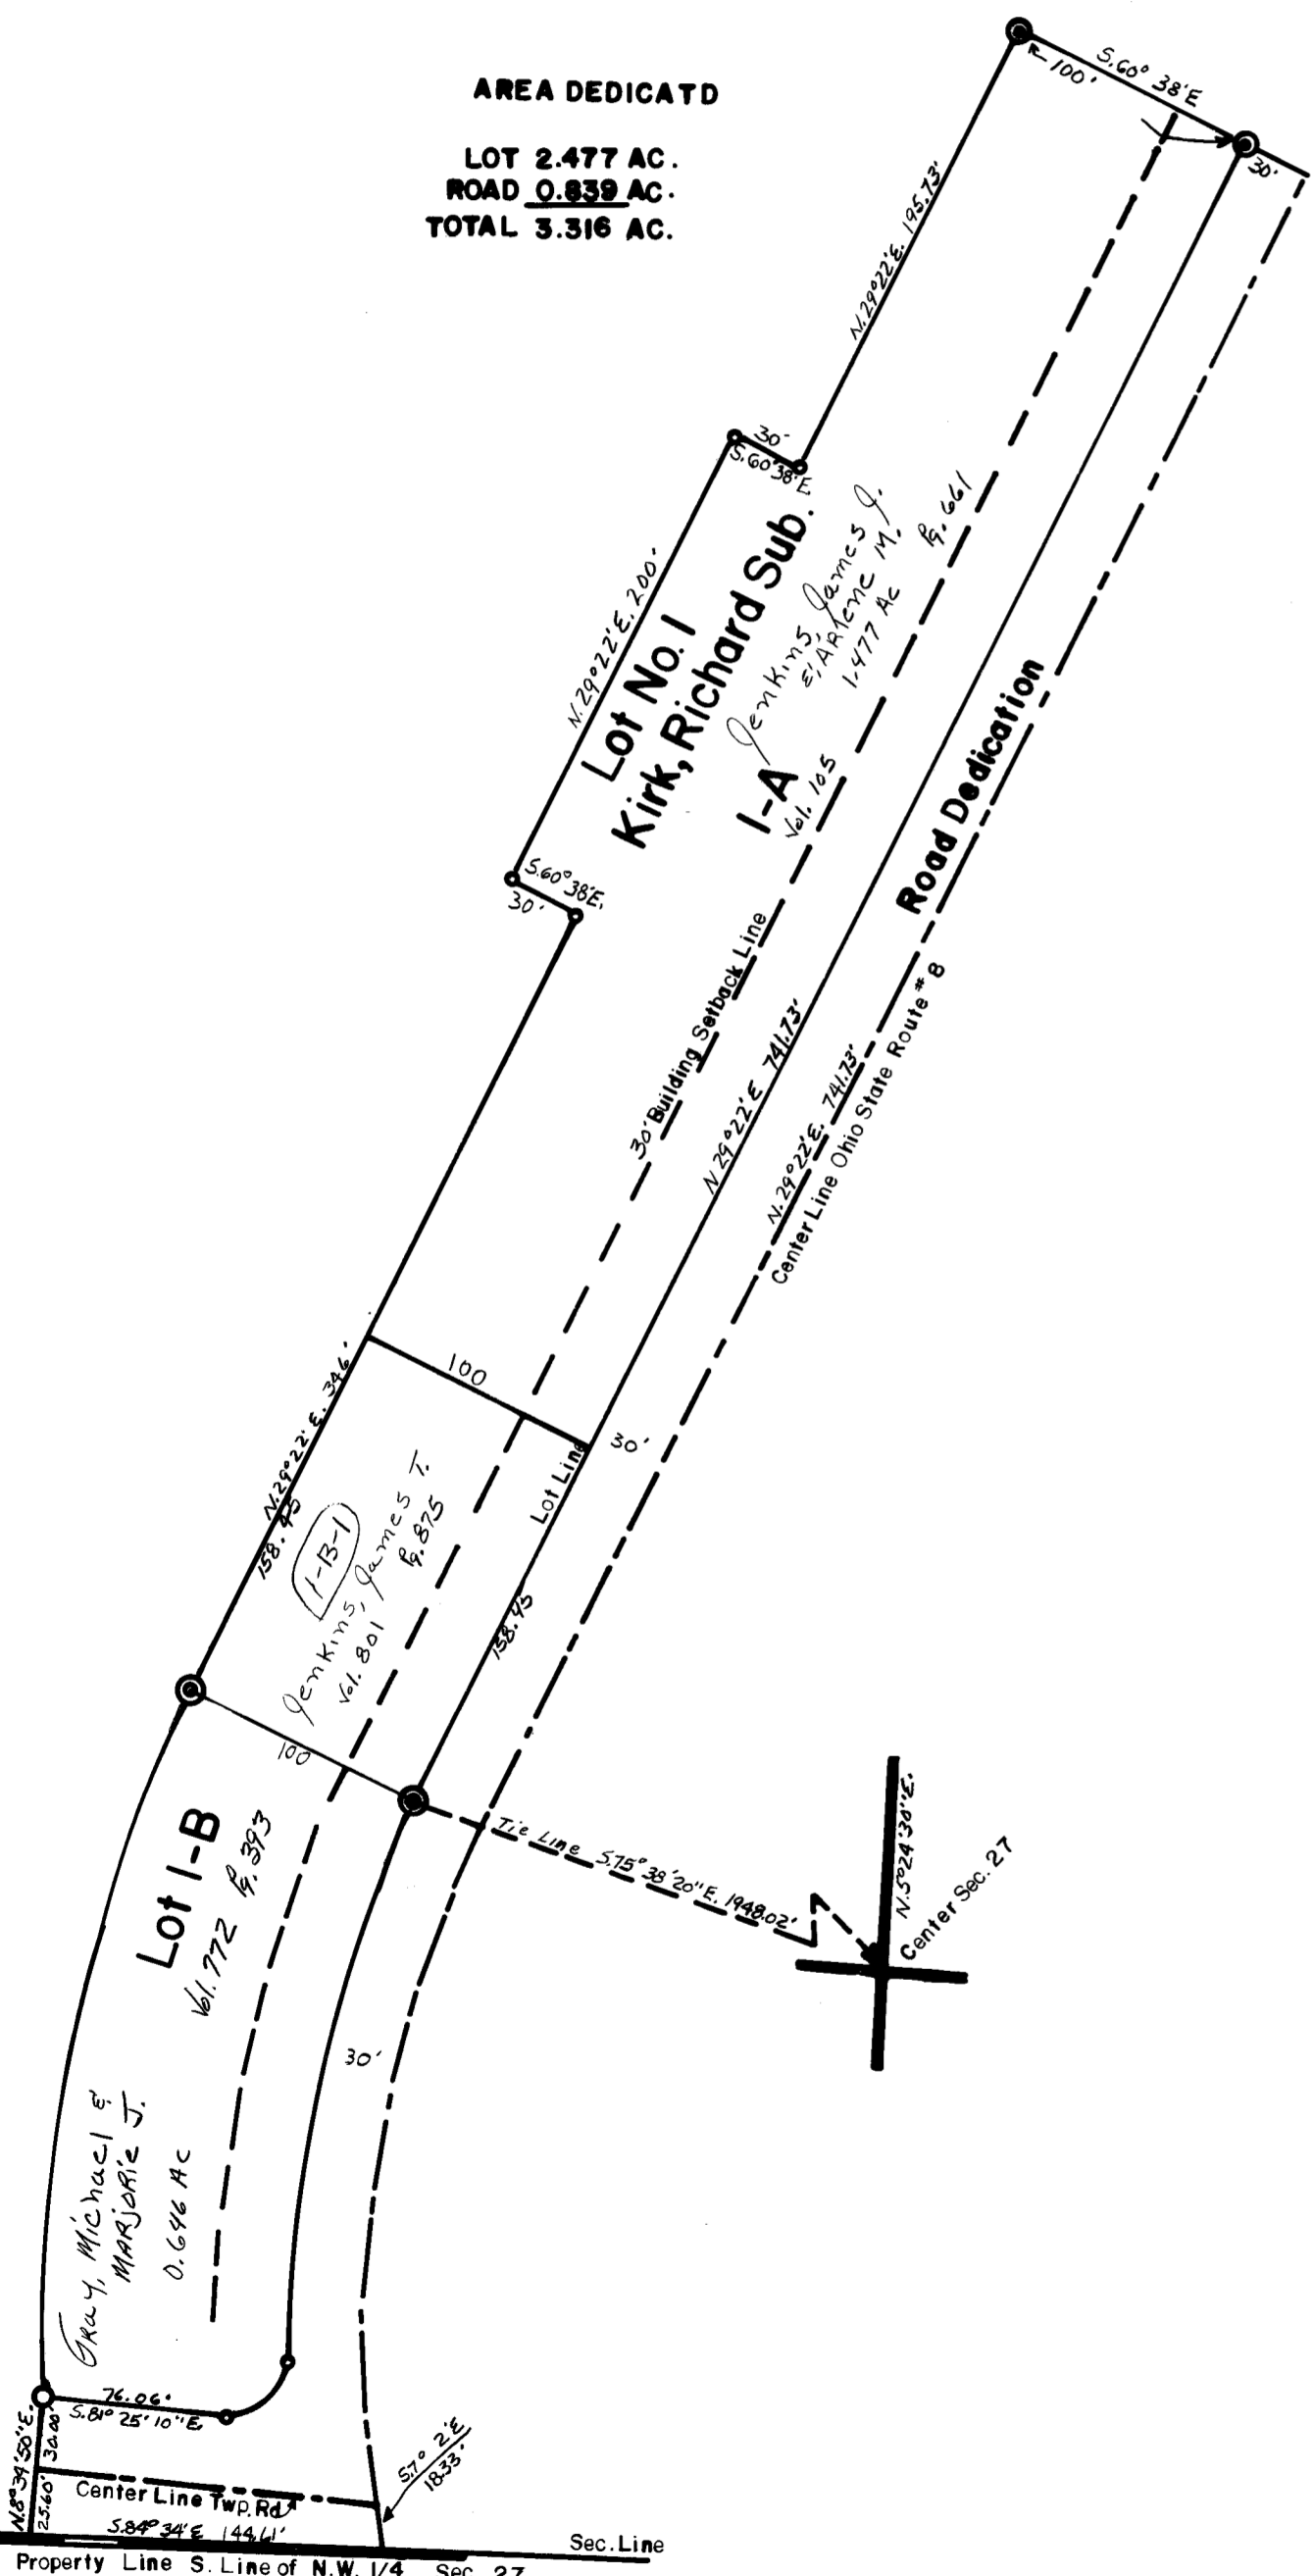 AREA DEDICATD
LOT 2.477 AC.
ROAD 0.839 AC.
TOTAL 3.316 AC.
S.60° 38'E
100'
30'
N.29°22'E. 195.73'
30'
S.60°38'E.
N.29°22'E. 200'
Lot No. 1
Kirk, Richard Sub.
Jenkins, James J.
& ARlene M.
1.477 Ac
1-A
Vol. 105 Pg. 661
S.60° 38'E.
30'
Road Dedication
30' Building Setback Line
N 29°22' E 741.73'
N. 29°22'E. 741.73'
Center Line Ohio State Route # 8
N.29°22' E. 346'
158.45
100
30'
Lot Line
1-B-1
Jenkins, James T.
Vol. 801 Pg. 875
158.45
100
Tie Line S.75° 38' 20" E. 1948.02'
N.5°24'30"E.
Center Sec. 27
Lot 1-B
Vol. 772 Pg. 393
30'
Gray, Michael &
MARjORiE J.
0.646 Ac
76.06'
S.81° 25' 10" E.
N.8°34'50"E.
30.00'
25.60'
Center Line Twp. Rd
S.84° 34' E 144.61'
S.7° 2' E
18.33'
Sec. Line
Property Line S. Line of N.W. 1/4 Sec. 27